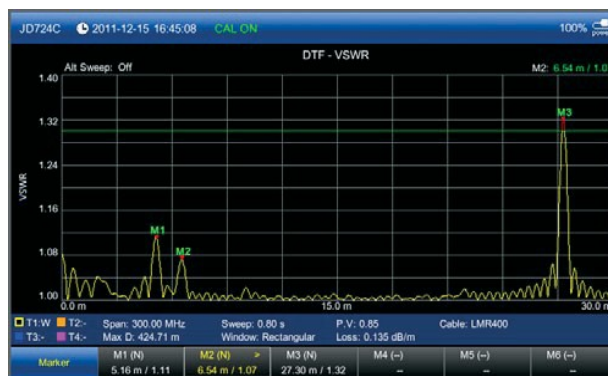 JD724C 2011-12-15 16:45:08 CAL ON 100%
DTF - VSWR
Alt Sweep: Off M2: 6.54 m / 1.0
1.40
1.32
1.24
1.16
1.08
1.00
VSWR
M1
M2
M3
0.0 m 15.0 m 30.0 m
T1:W T2:- Span: 300.00 MHz Sweep: 0.80 s P.V: 0.85 Cable: LMR400
T3:- T4:- Max D: 424.71 m Window: Rectangular Loss: 0.135 dB/m
Marker
M1 (N) M2 (N) > M3 (N) M4 (--) M5 (--) M6 (--)
5.16 m / 1.11 6.54 m / 1.07 27.30 m / 1.32 -- -- --